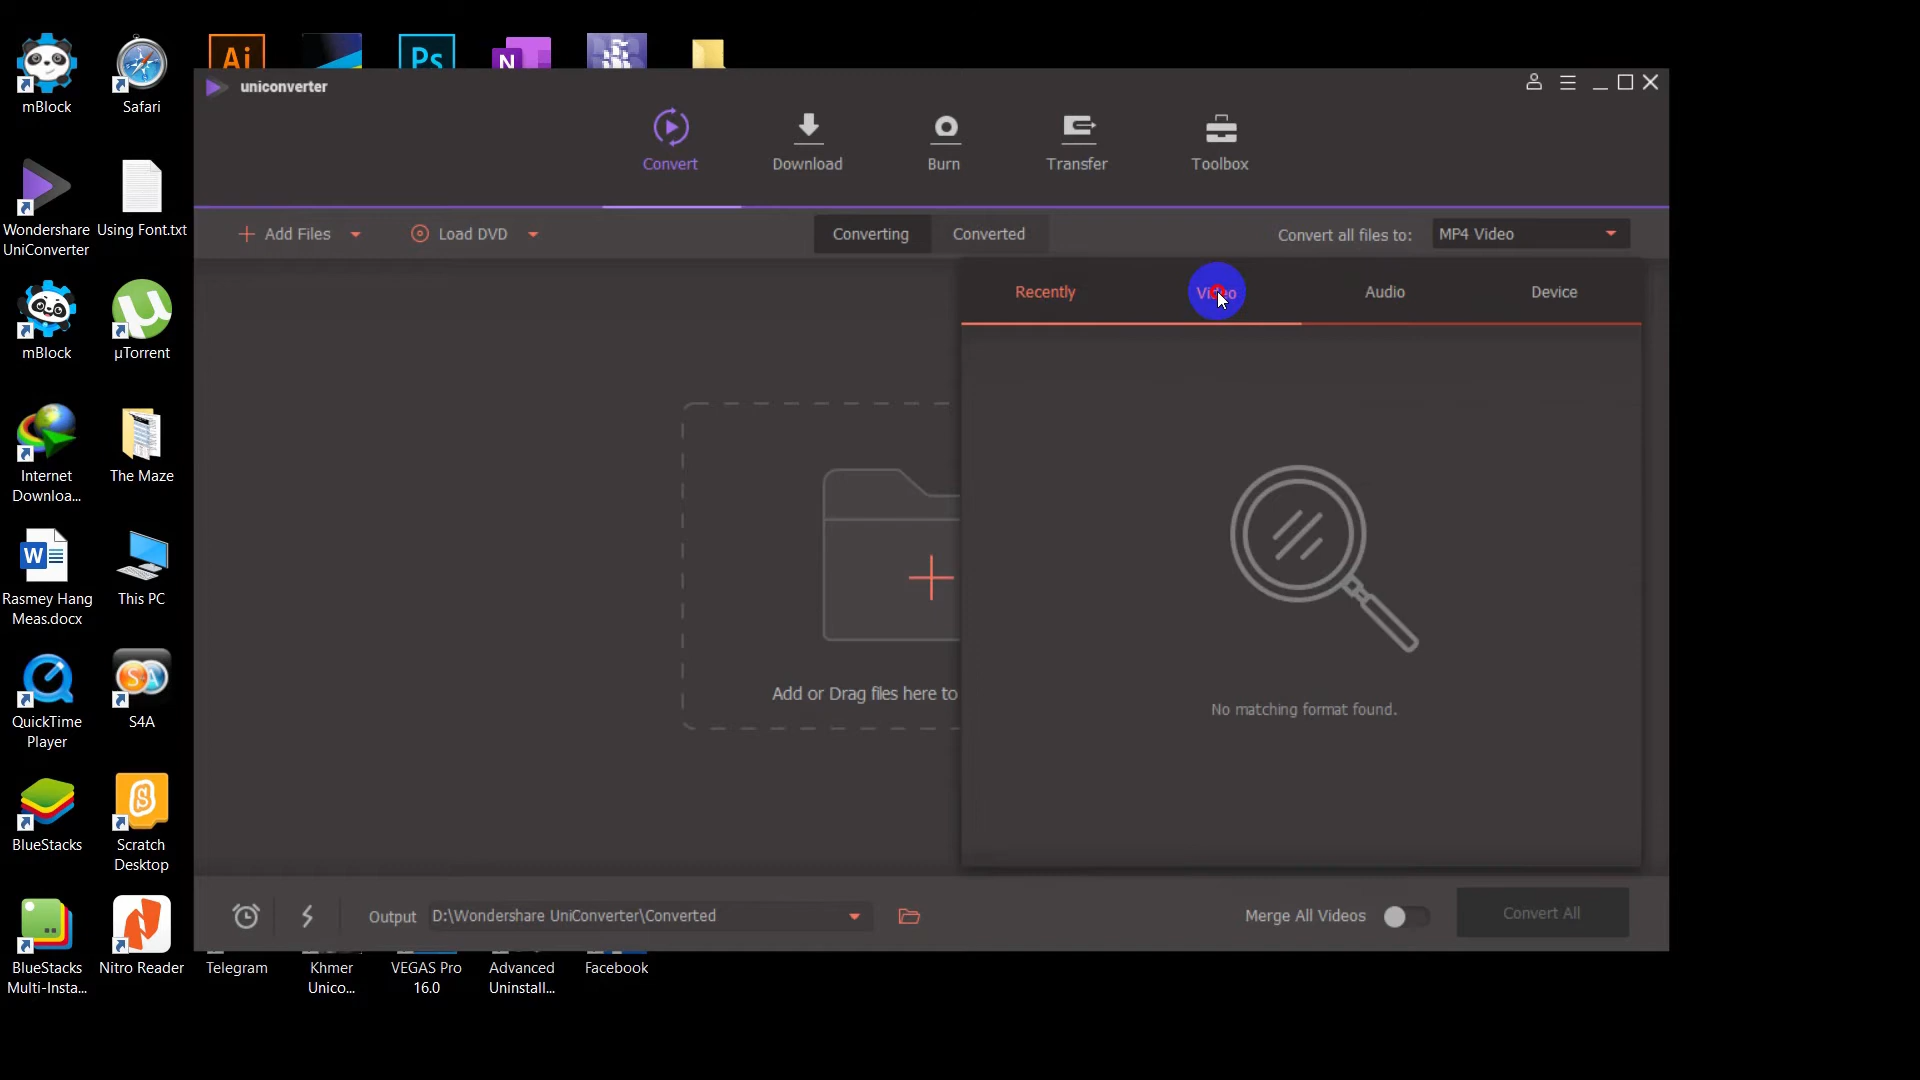 mBlock
Safari
Ai
Ps
N
uniconverter
Convert
Download
Burn
Transfer
Toolbox
Wondershare
UniConverter
Using Font.txt
Add Files
Load DVD
Converting
Converted
Convert all files to:
MP4 Video
Recently
Video
Audio
Device
mBlock
µTorrent
Internet
Downloa...
The Maze
W
Rasmey Hang
Meas.docx
This PC
Add or Drag files here to
No matching format found.
QuickTime
Player
S A
S4A
BlueStacks
S
Scratch
Desktop
Output
D:\Wondershare UniConverter\Converted
Merge All Videos
Convert All
BlueStacks
Multi-Insta...
Nitro Reader
Telegram
Khmer
Unico...
VEGAS Pro
16.0
Advanced
Uninstall...
Facebook